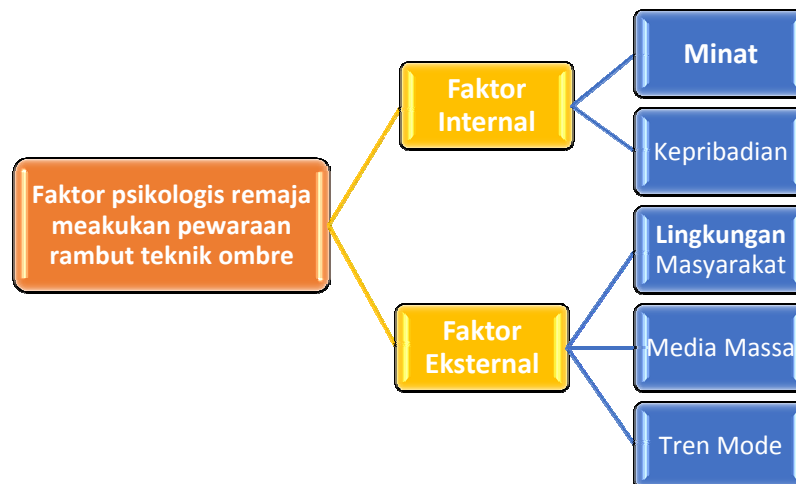 Faktor psikologis remaja
meakukan pewaraan
rambut teknik ombre
Faktor
Internal
Minat
Kepribadian
Faktor
Eksternal
Lingkungan
Masyarakat
Media Massa
Tren Mode